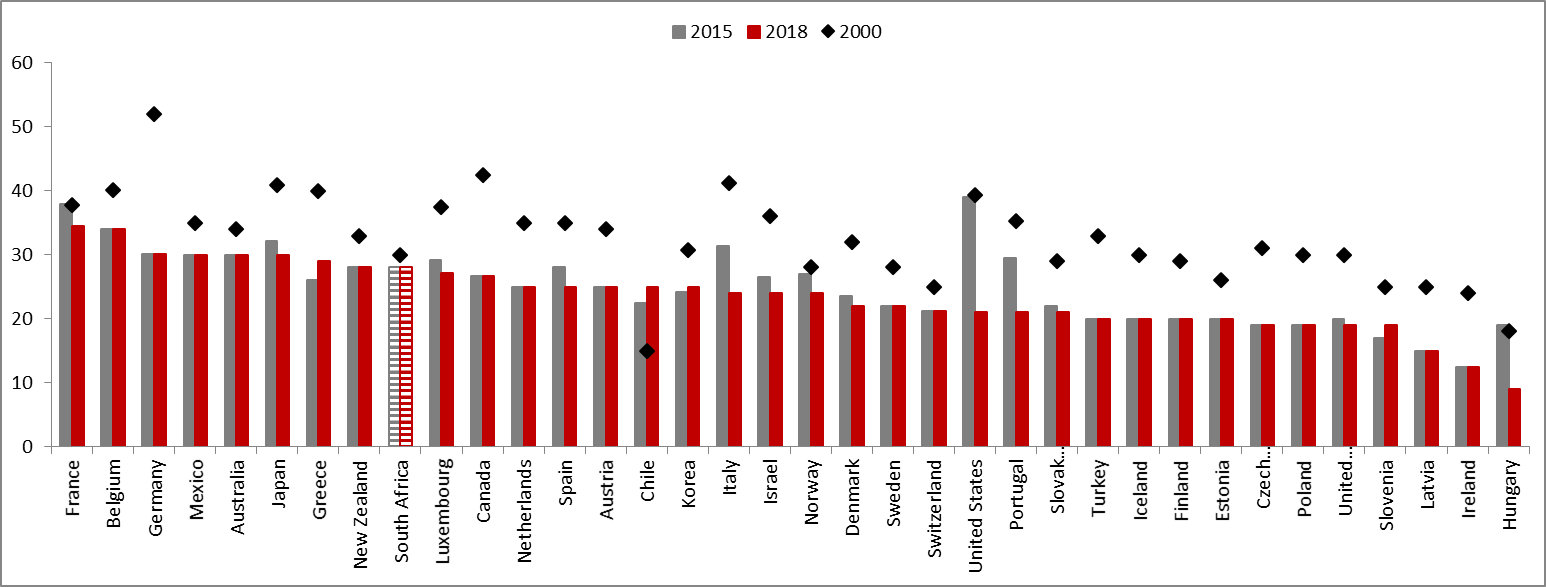 2015 2018 2000
60
50
40
30
20
10
0
France
Belgium
Germany
Mexico
Australia
Japan
Greece
New Zealand
South Africa
Luxembourg
Canada
Netherlands
Spain
Austria
Chile
Korea
Italy
Israel
Norway
Denmark
Sweden
Switzerland
United States
Portugal
Slovak…
Turkey
Iceland
Finland
Estonia
Czech…
Poland
United…
Slovenia
Latvia
Ireland
Hungary